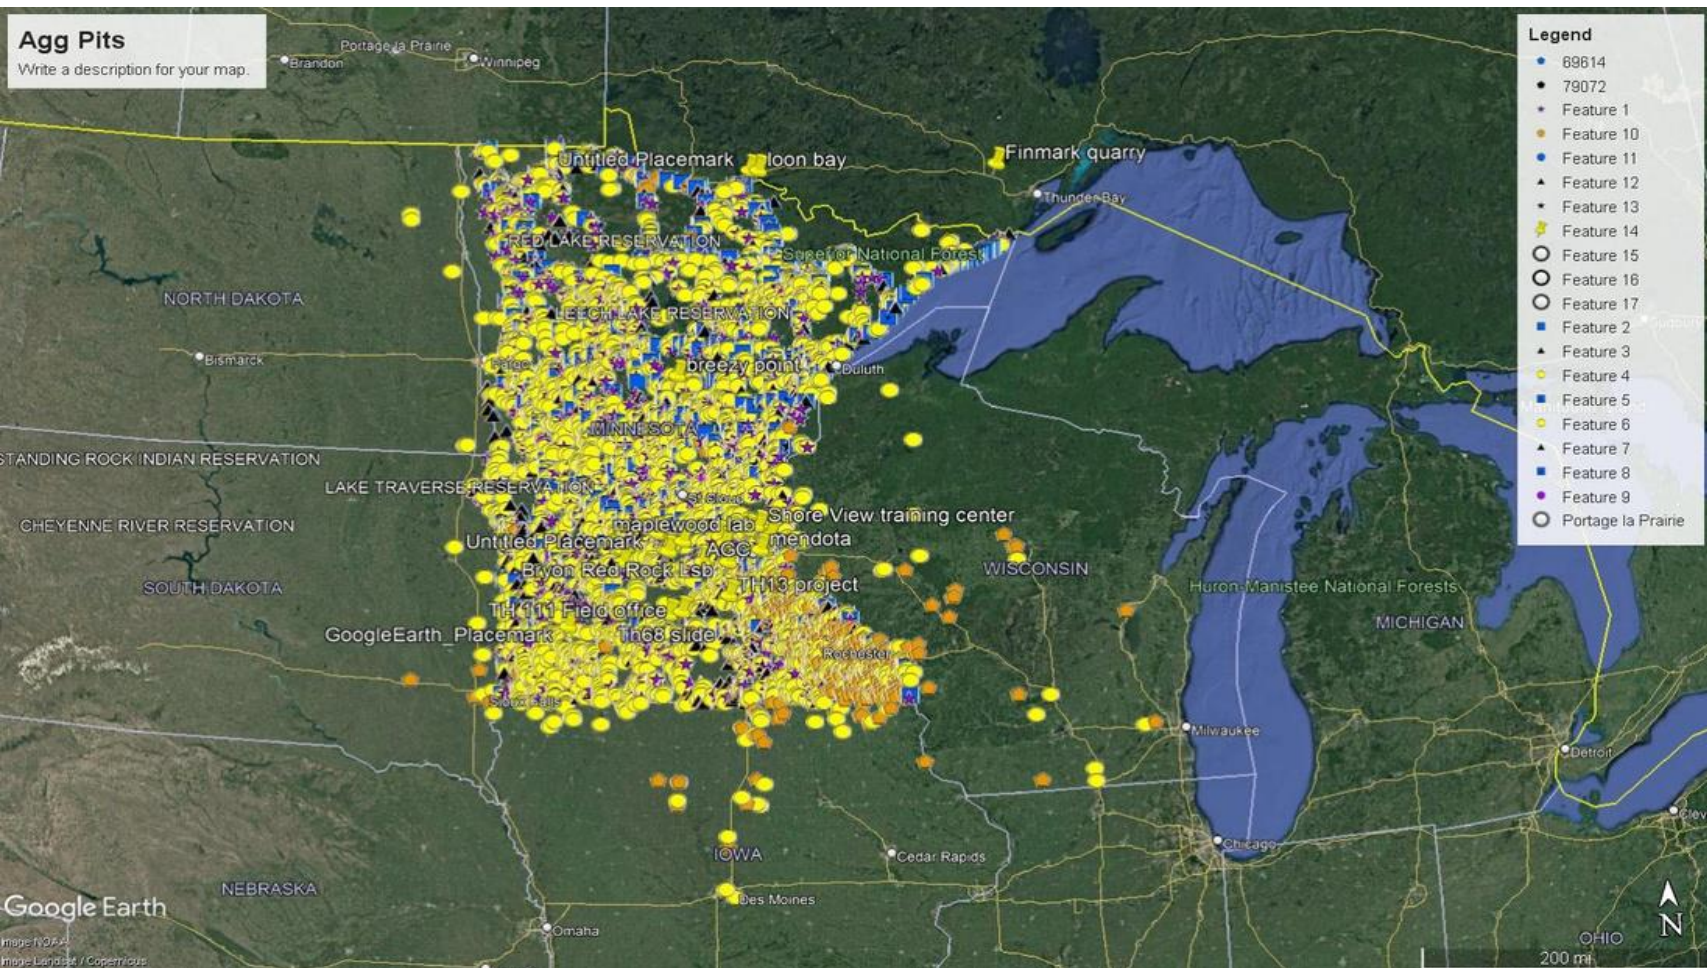 Agg Pits
Write a description for your map.
Portage la Prairie
Brandon
Winnipeg
Legend
69614
79072
Feature 1
Feature 10
Feature 11
Feature 12
Feature 13
Feature 14
Feature 15
Feature 16
Feature 17
Feature 2
Feature 3
Feature 4
Feature 5
Feature 6
Feature 7
Feature 8
Feature 9
Portage la Prairie
Untitled Placemark
loon bay
Finmark quarry
Thunder Bay
RED LAKE RESERVATION
Superior National Forest
NORTH DAKOTA
LEECH LAKE RESERVATION
Bismarck
Fargo
breezy point
Duluth
MINNESOTA
STANDING ROCK INDIAN RESERVATION
LAKE TRAVERSE RESERVATION
St Cloud
CHEYENNE RIVER RESERVATION
maplewood lab
Shore View training center
Untitled Placemark
AGG
mendota
Bryon Red Rock Lsb
TH13 project
WISCONSIN
SOUTH DAKOTA
Huron-Manistee National Forests
TH 111 Field office
GoogleEarth_Placemark
Th68 slide
MICHIGAN
Rochester
Sioux Falls
Milwaukee
Detroit
Chicago
IOWA
Cedar Rapids
NEBRASKA
Des Moines
Google Earth
Omaha
N
OHIO
Image NOAA
Image Landsat / Copernicus
200 mi